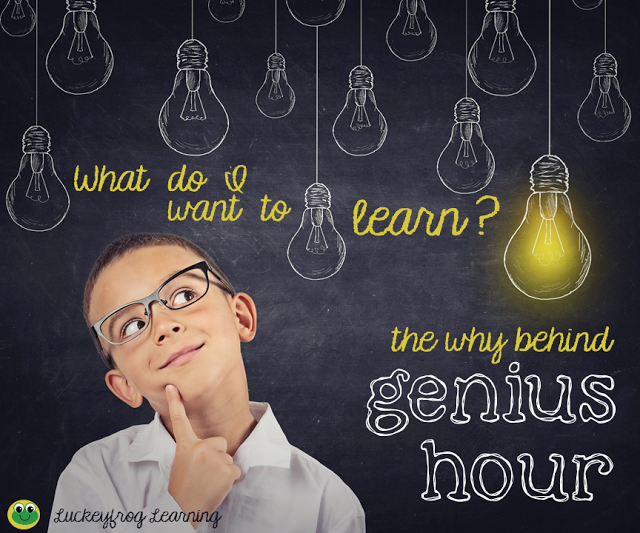 What do I
want to
learn?
the why behind
genius
hour
Luckeyfrog Learning